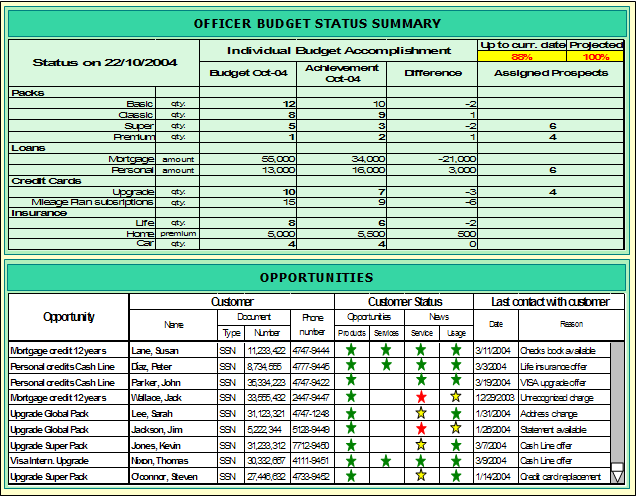 OFFICER BUDGET STATUS SUMMARY
Status on 22/10/2004 Individual Budget Accomplishment Up to curr. date Projected
88% 100%
Budget Oct-04 Achievement Oct-04 Difference Assigned Prospects
Packs
Basic qty. 12 10 -2
Classic qty. 8 9 1
Super qty. 5 3 -2 6
Premium qty. 1 2 1 4
Loans
Mortgage amount 55,000 34,000 -21,000
Personal amount 13,000 16,000 3,000 6
Credit Cards
Upgrade qty. 10 7 -3 4
Mileage Plan subsriptions qty. 15 9 -6
Insurance
Life qty. 8 6 -2
Home premium 5,000 5,500 500
Car qty. 4 4 0
OPPORTUNITIES
Opportunity Customer Customer Status Last contact with customer
Name Document Phone number Opportunities News Date Reason
Type Number Products Services Service Usage
Mortgage credit 12years Lane, Susan SSN 11,233,422 4747-9444 3/11/2004 Checks book available
Personal credits Cash Line Díaz, Peter SSN 8,734,555 4777-9445 3/3/2004 Life insurance offer
Personal credits Cash Line Parker, John SSN 35,334,223 4747-9422 3/19/2004 VISA upgrade offer
Mortgage credit 12years Wallace, Jack SSN 33,555,432 2447-9447 12/29/2003 Unrecognized charge
Upgrade Global Pack Lee, Sarah SSN 31,123,321 4747-1248 1/31/2004 Address change
Upgrade Global Pack Jackson, Jim SSN 5,222,344 5128-9449 1/26/2004 Statement available
Upgrade Super Pack Jones, Kevin SSN 31,233,312 7712-9450 3/7/2004 Cash Line offer
Visa Intern. Upgrade Nixon, Thomas SSN 30,332,667 4111-9451 3/9/2004 Cash Line offer
Upgrade Super Pack O'connor, Steven SSN 27,446,632 4733-9452 1/14/2004 Credit card replacement